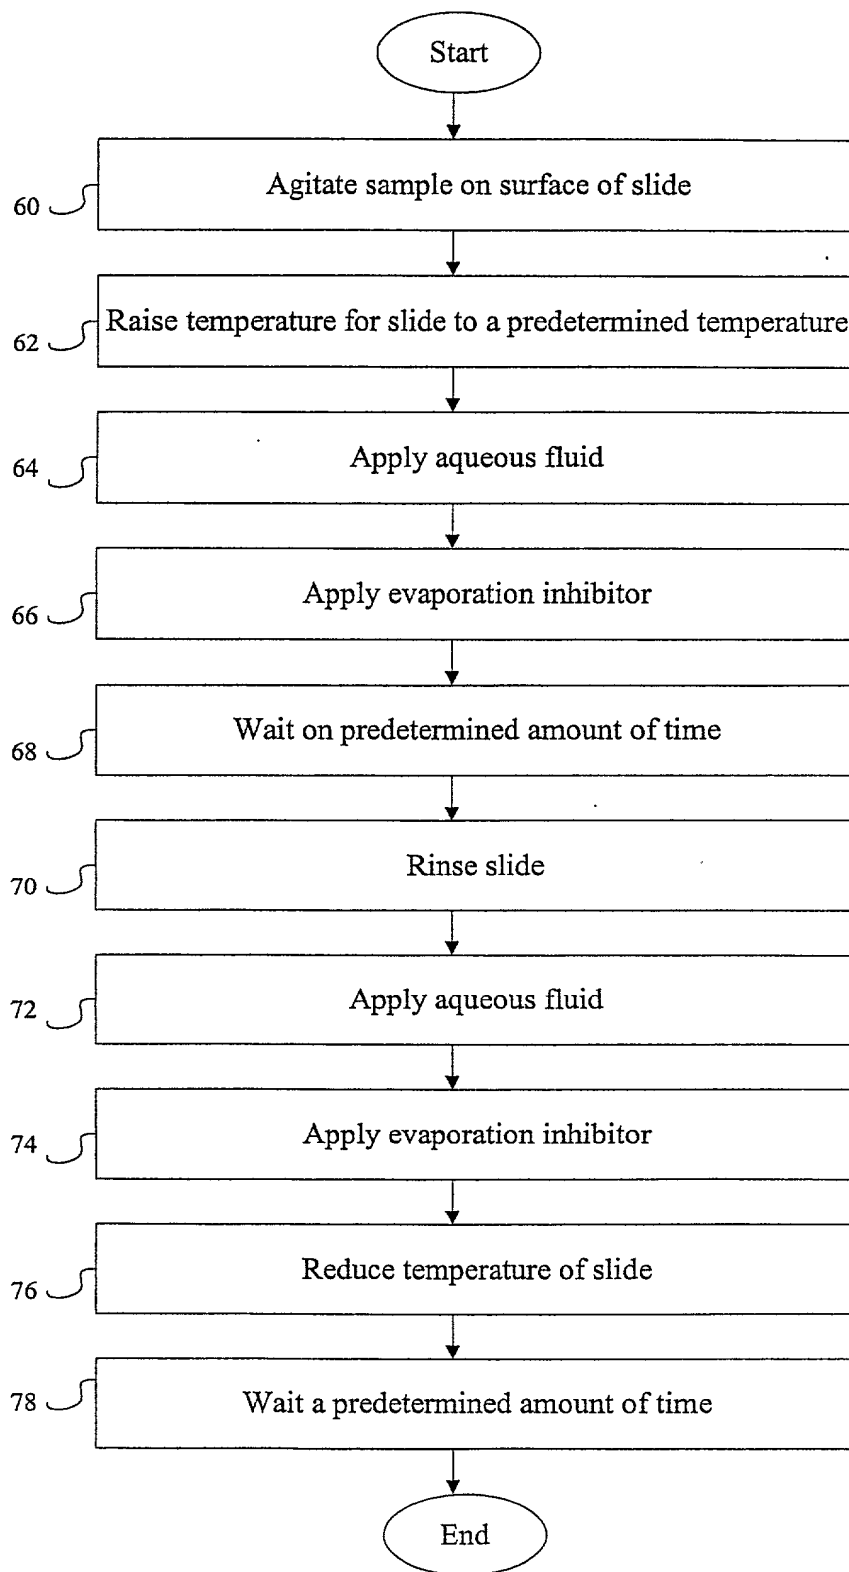 Start
60
Agitate sample on surface of slide
62
Raise temperature for slide to a predetermined temperature
64
Apply aqueous fluid
66
Apply evaporation inhibitor
68
Wait on predetermined amount of time
70
Rinse slide
72
Apply aqueous fluid
74
Apply evaporation inhibitor
76
Reduce temperature of slide
78
Wait a predetermined amount of time
End